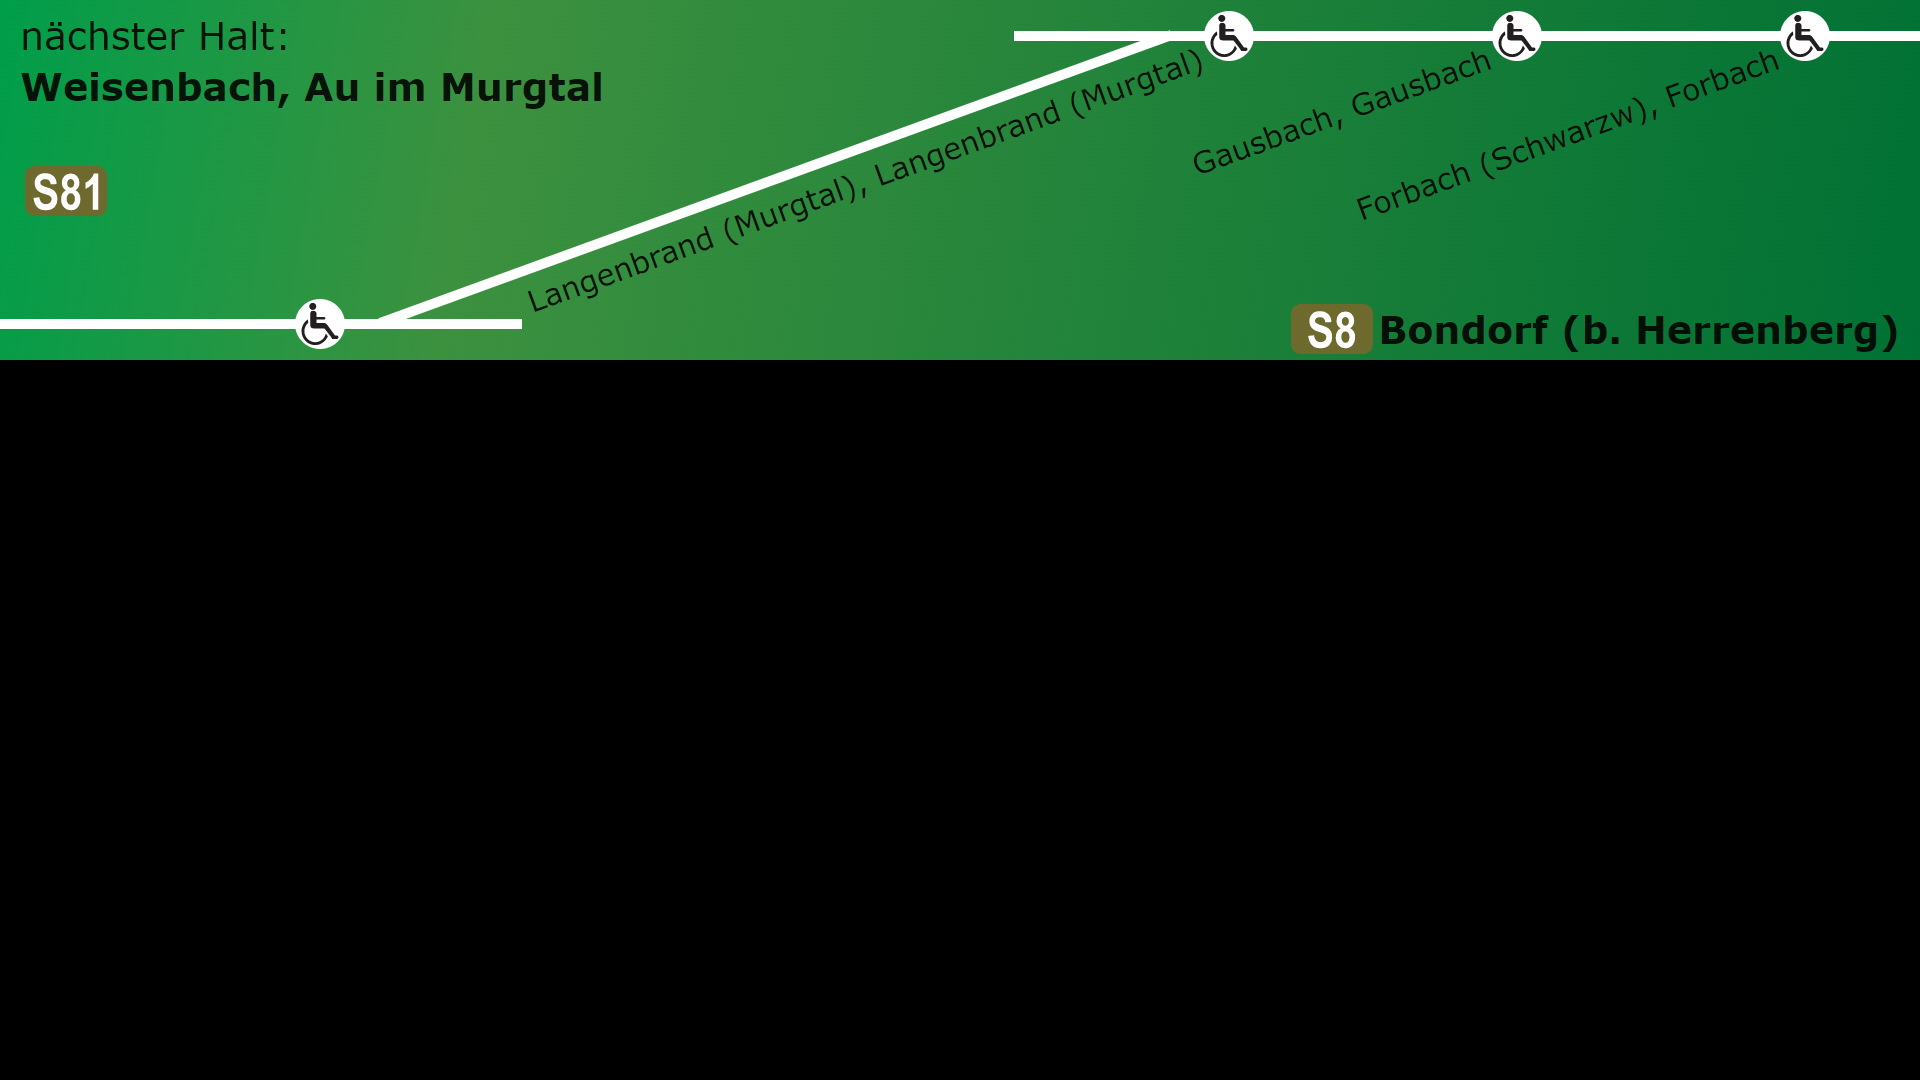 nächster Halt:
Weisenbach, Au im Murgtal
S81
Langenbrand (Murgtal), Langenbrand (Murgtal)
Gausbach, Gausbach
Forbach (Schwarzw), Forbach
S8 Bondorf (b. Herrenberg)